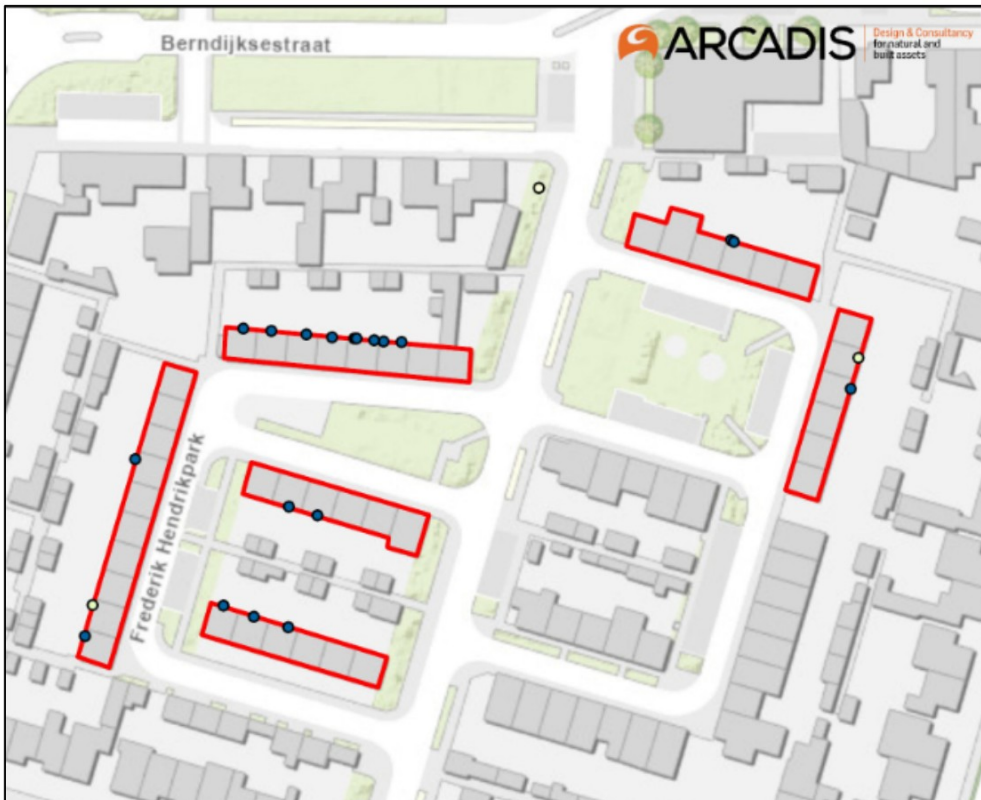 Berndijksestraat
ARCADIS
Design & Consultancy
for natural and
built assets
Frederik Hendrikpark